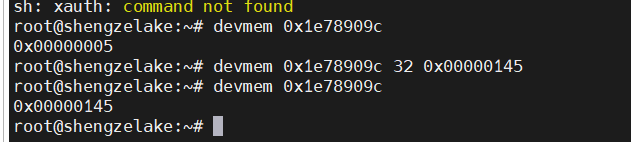 sh: xauth: command not found
root@shengzelake:~# devmem 0x1e78909c
0x00000005
root@shengzelake:~# devmem 0x1e78909c 32 0x00000145
root@shengzelake:~# devmem 0x1e78909c
0x00000145
root@shengzelake:~#